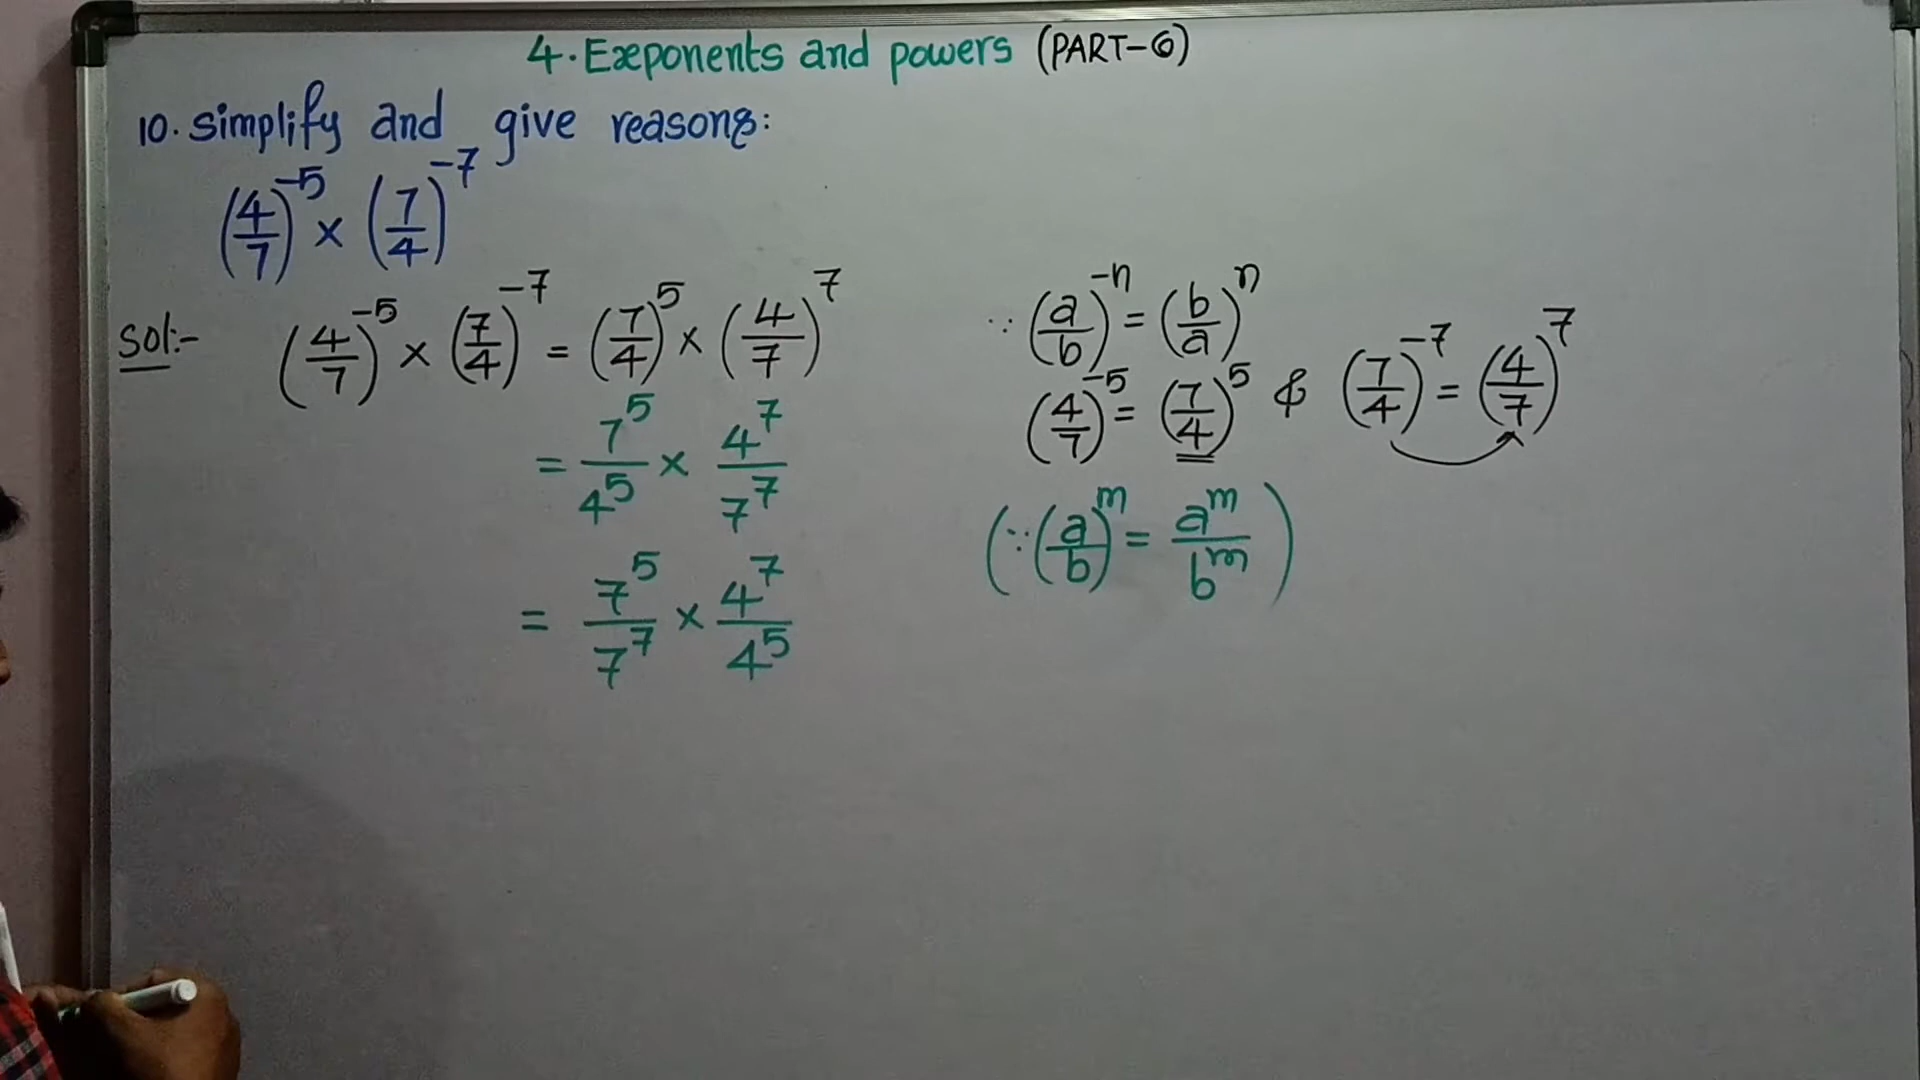 4. Exponents and powers (PART-6)
10. simplify and give reasons:
(4/7)^-5 × (7/4)^-7
Sol:- (4/7)^-5 × (7/4)^-7 = (7/4)^5 × (4/7)^7
∵ (a/b)^-n = (b/a)^n
(4/7)^-5 = (7/4)^5 & (7/4)^-7 = (4/7)^7
= 7^5/4^5 × 4^7/7^7
(∵ (a/b)^m = a^m/b^m)
= 7^5/7^7 × 4^7/4^5